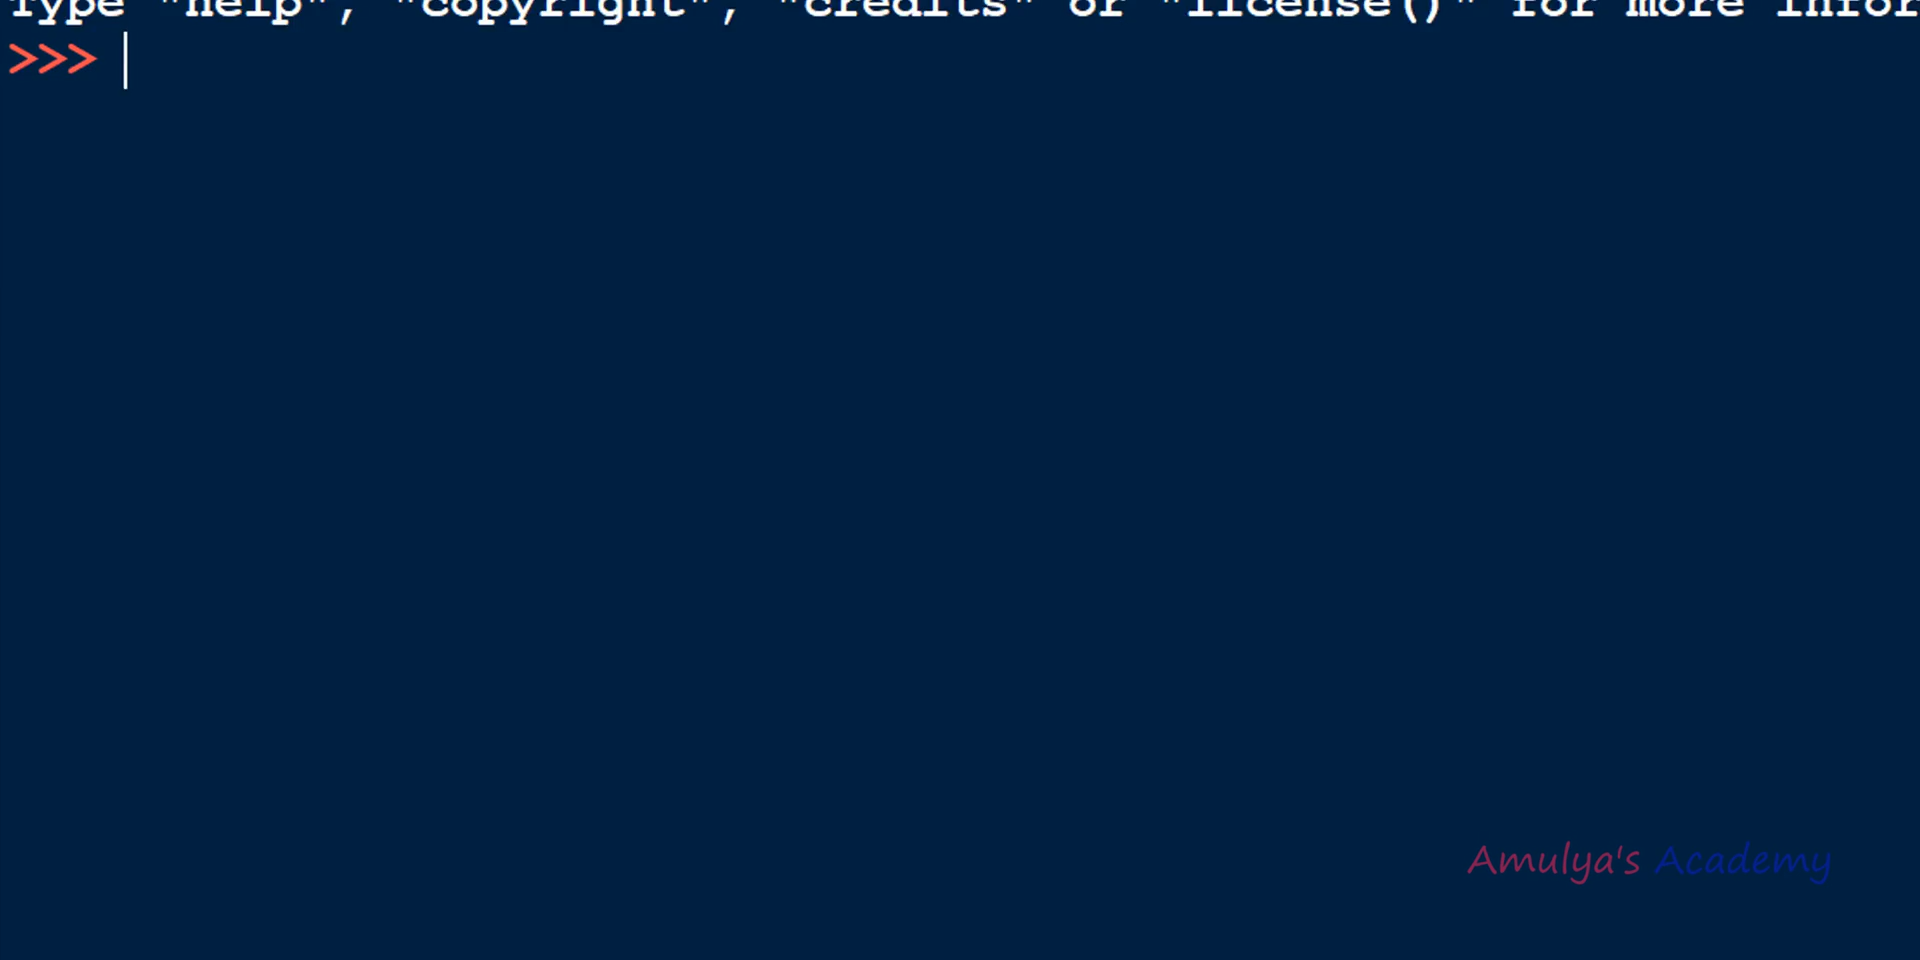 Type "help", "copyright", "credits" or "license()" for more infor
>>>
Amulya's Academy